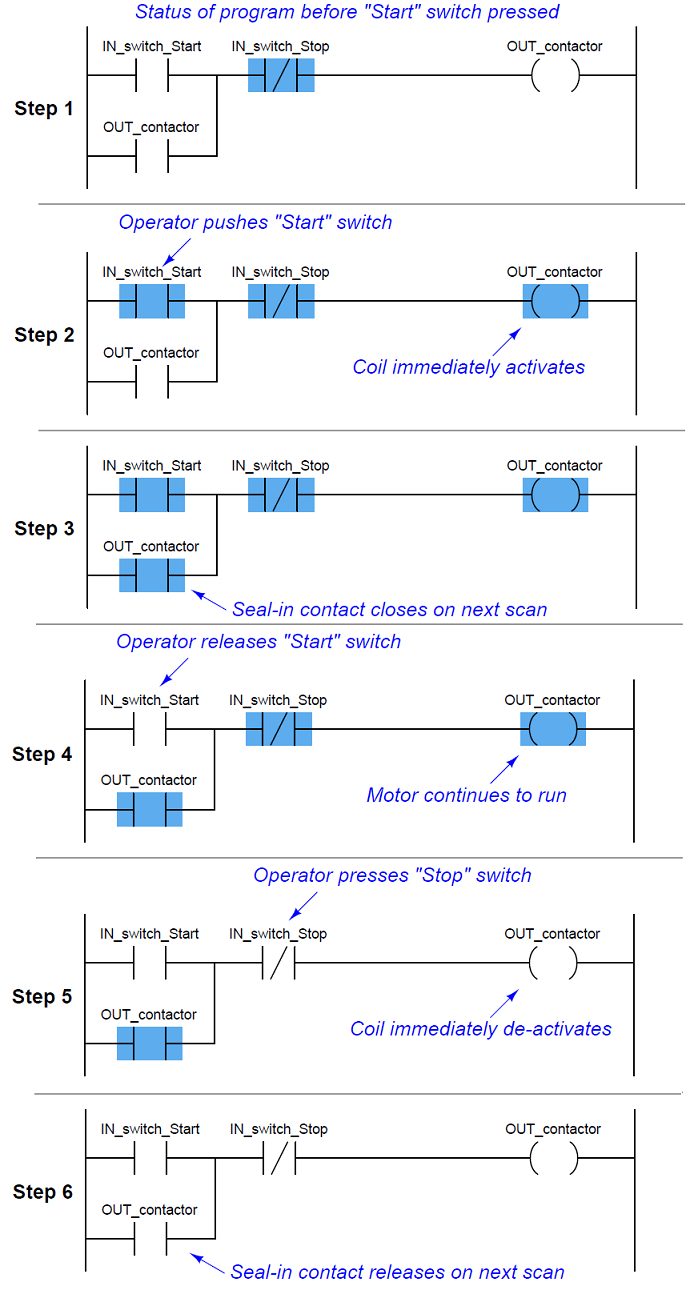 Status of program before "Start" switch pressed
IN_switch_Start IN_switch_Stop OUT_contactor
Step 1
OUT_contactor
Operator pushes "Start" switch
IN_switch_Start IN_switch_Stop OUT_contactor
Step 2
OUT_contactor
Coil immediately activates
IN_switch_Start IN_switch_Stop OUT_contactor
Step 3
OUT_contactor
Seal-in contact closes on next scan
Operator releases "Start" switch
IN_switch_Start IN_switch_Stop OUT_contactor
Step 4
OUT_contactor
Motor continues to run
Operator presses "Stop" switch
IN_switch_Start IN_switch_Stop OUT_contactor
Step 5
OUT_contactor
Coil immediately de-activates
IN_switch_Start IN_switch_Stop OUT_contactor
Step 6
OUT_contactor
Seal-in contact releases on next scan